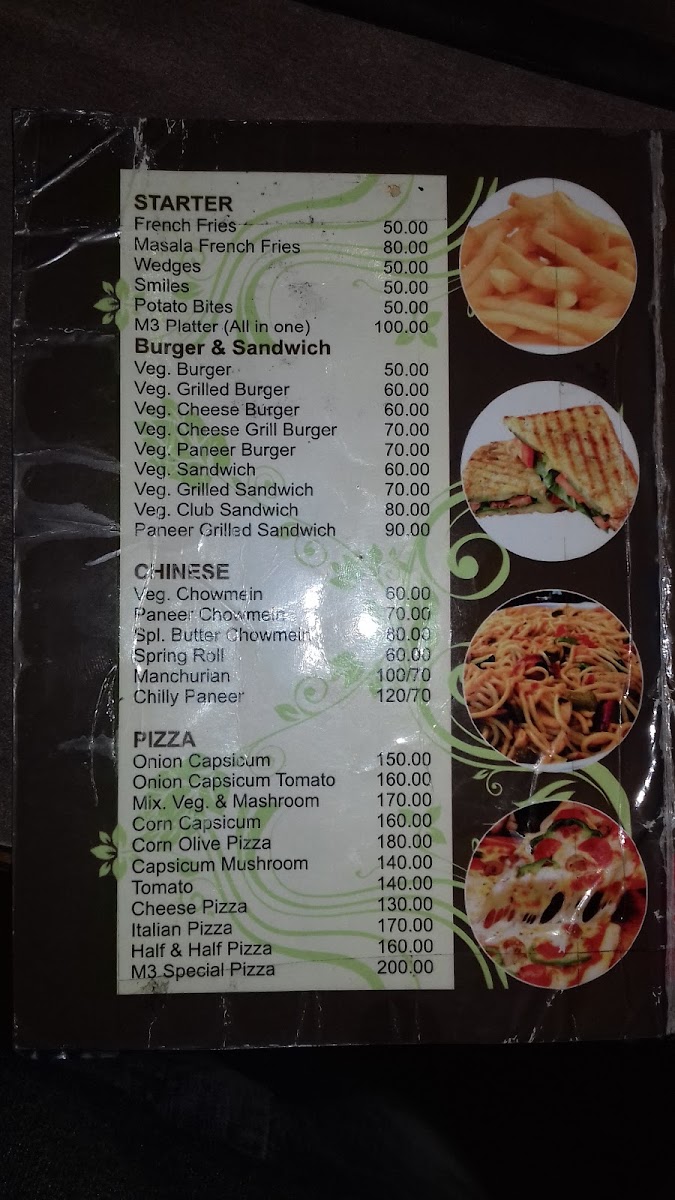 STARTER
French Fries 50.00
Masala French Fries 80.00
Wedges 50.00
Smiles 50.00
Potato Bites 50.00
M3 Platter (All in one) 100.00
Burger & Sandwich
Veg. Burger 50.00
Veg. Grilled Burger 60.00
Veg. Cheese Burger 60.00
Veg. Cheese Grill Burger 70.00
Veg. Paneer Burger 70.00
Veg. Sandwich 60.00
Veg. Grilled Sandwich 70.00
Veg. Club Sandwich 80.00
Paneer Grilled Sandwich 90.00
CHINESE
Veg. Chowmein 60.00
Paneer Chowmein 70.00
Spl. Butter Chowmein 80.00
Spring Roll 60.00
Manchurian 100/70
Chilly Paneer 120/70
PIZZA
Onion Capsicum 150.00
Onion Capsicum Tomato 160.00
Mix. Veg. & Mashroom 170.00
Corn Capsicum 160.00
Corn Olive Pizza 180.00
Capsicum Mushroom 140.00
Tomato 140.00
Cheese Pizza 130.00
Italian Pizza 170.00
Half & Half Pizza 160.00
M3 Special Pizza 200.00